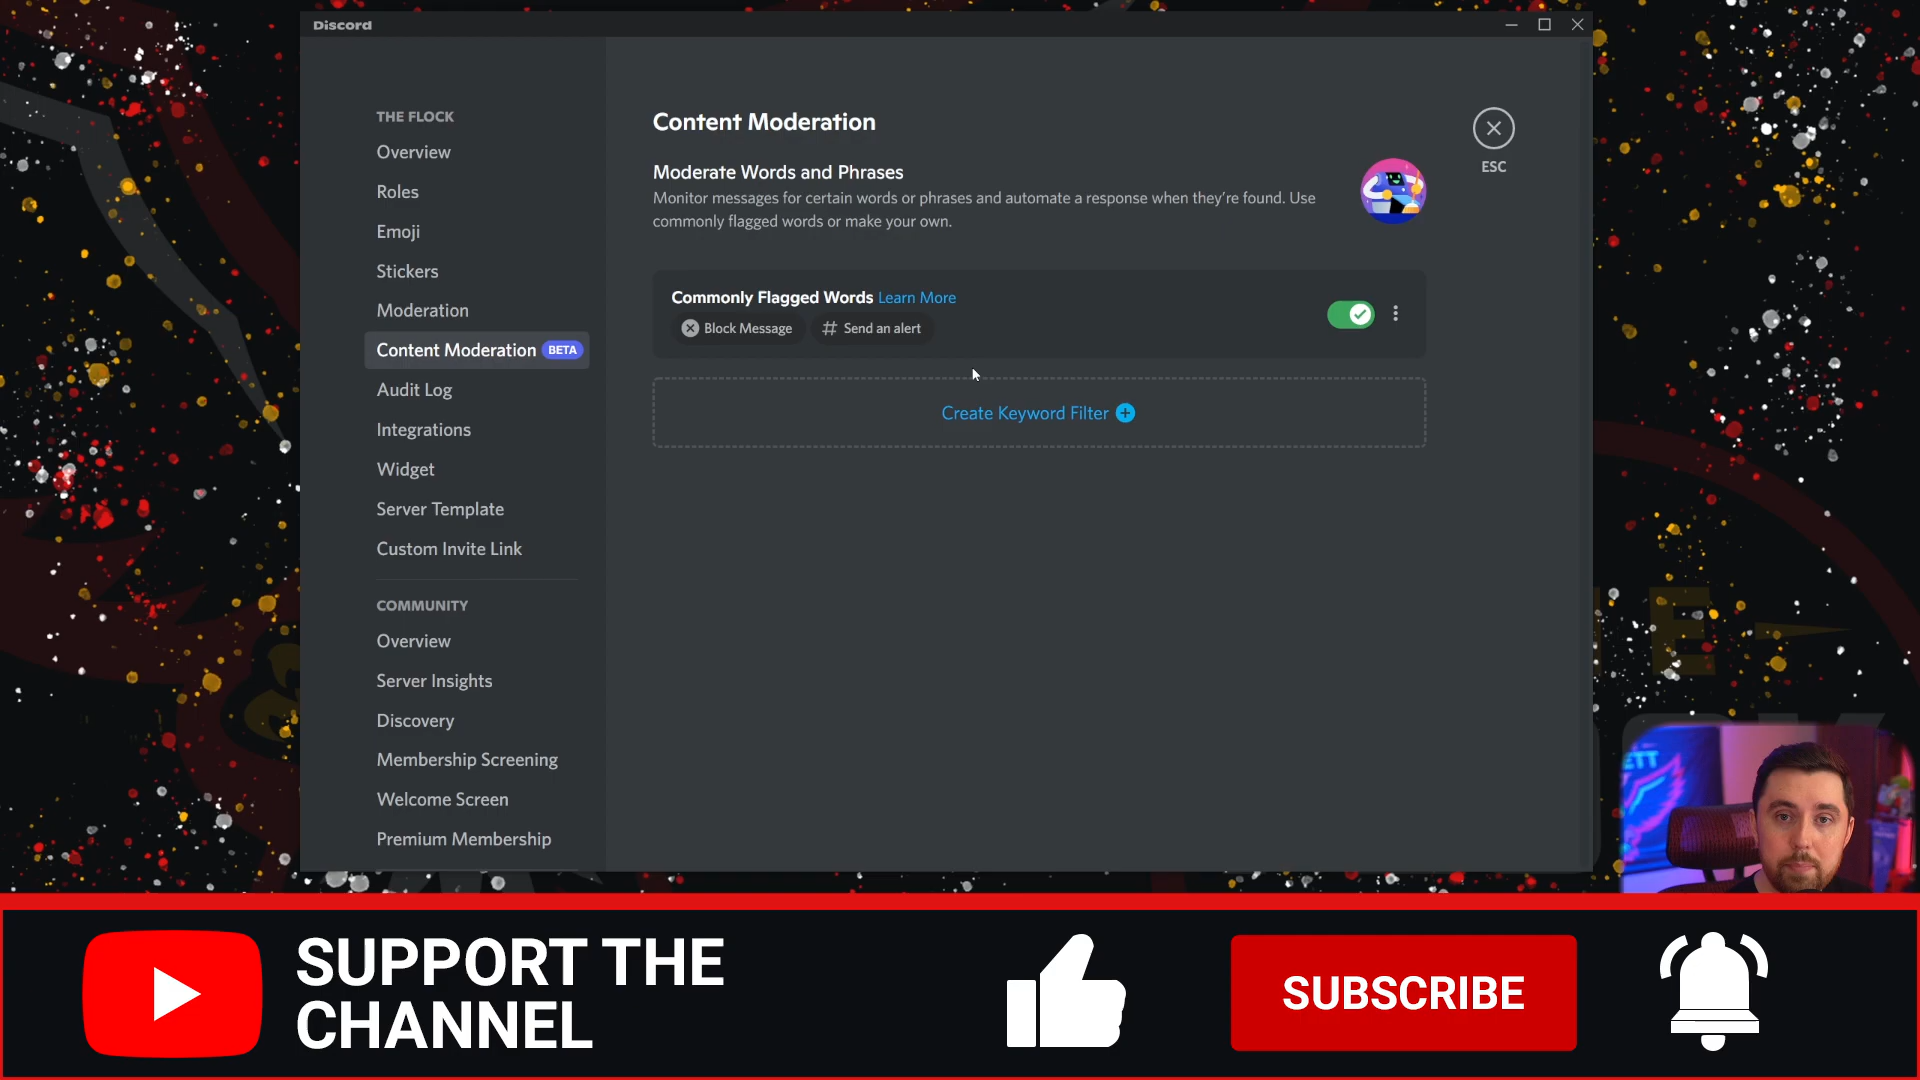 Discord
THE FLOCK
Overview
Roles
Emoji
Stickers
Moderation
Content Moderation BETA
Audit Log
Integrations
Widget
Server Template
Custom Invite Link
COMMUNITY
Overview
Server Insights
Discovery
Membership Screening
Welcome Screen
Premium Membership
Content Moderation
Moderate Words and Phrases
Monitor messages for certain words or phrases and automate a response when they’re found. Use
commonly flagged words or make your own.
ESC
Commonly Flagged Words Learn More
Block Message # Send an alert
Create Keyword Filter
SUPPORT THE
CHANNEL
SUBSCRIBE